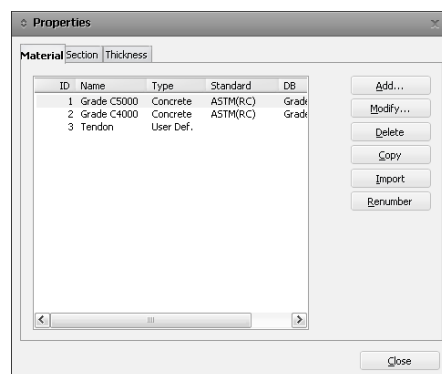 Properties
Material Section Thickness
ID Name Type Standard DB
1 Grade C5000 Concrete ASTM(RC) Grade
2 Grade C4000 Concrete ASTM(RC) Grade
3 Tendon User Def.
Add...
Modify...
Delete
Copy
Import
Renumber
Close